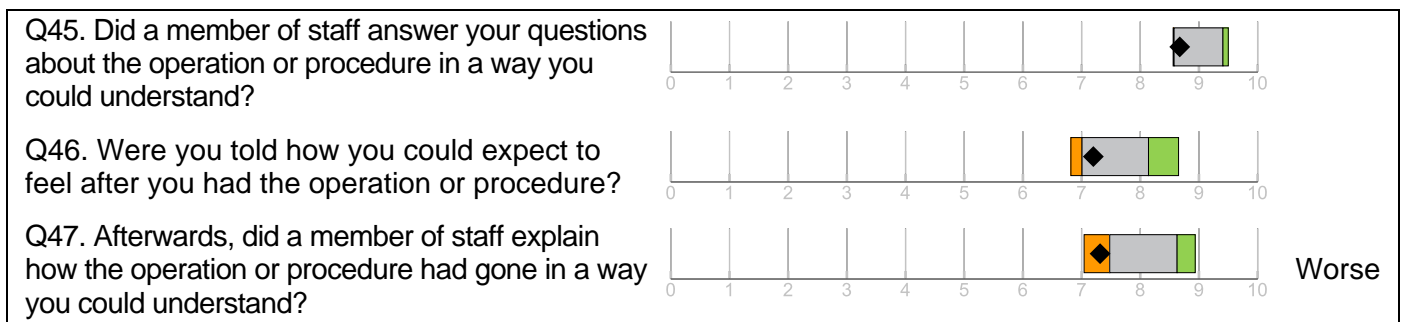 Q45. Did a member of staff answer your questions
about the operation or procedure in a way you
could understand?
0 1 2 3 4 5 6 7 8 9 10
Q46. Were you told how you could expect to
feel after you had the operation or procedure?
0 1 2 3 4 5 6 7 8 9 10
Q47. Afterwards, did a member of staff explain
how the operation or procedure had gone in a way
you could understand?
0 1 2 3 4 5 6 7 8 9 10
Worse